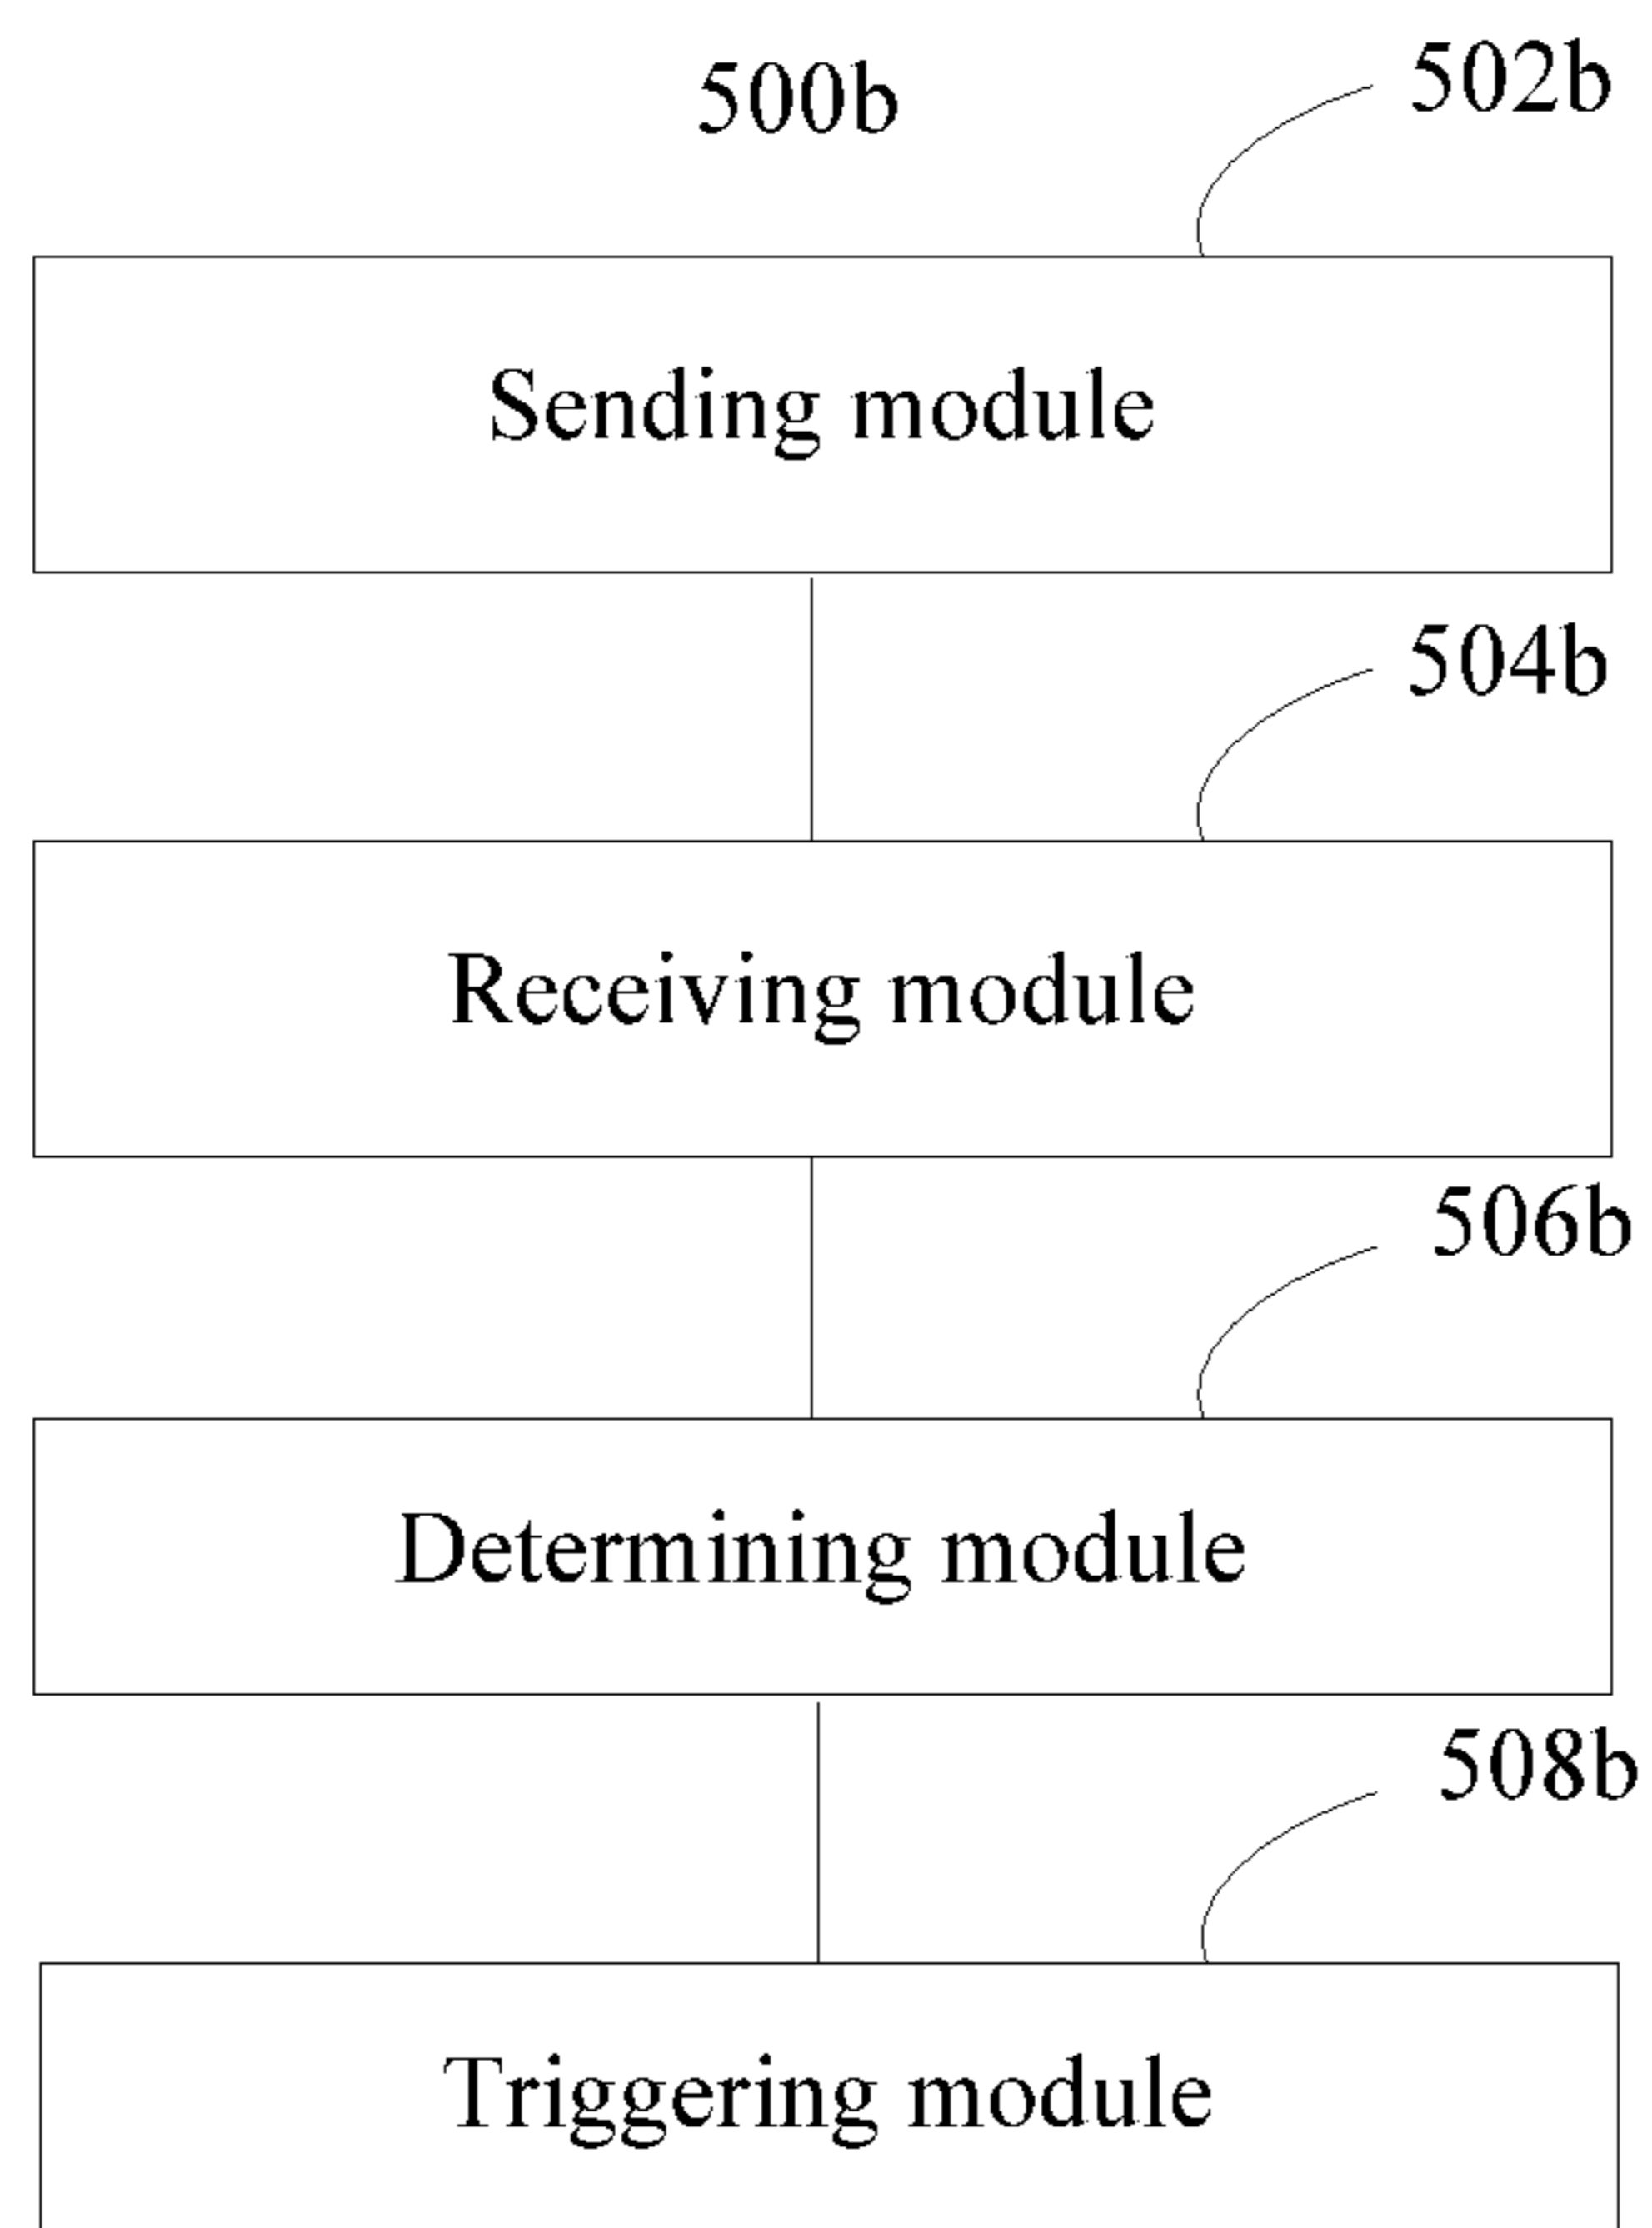 500b
502b
Sending module
504b
Receiving module
506b
Determining module
508b
Triggering module